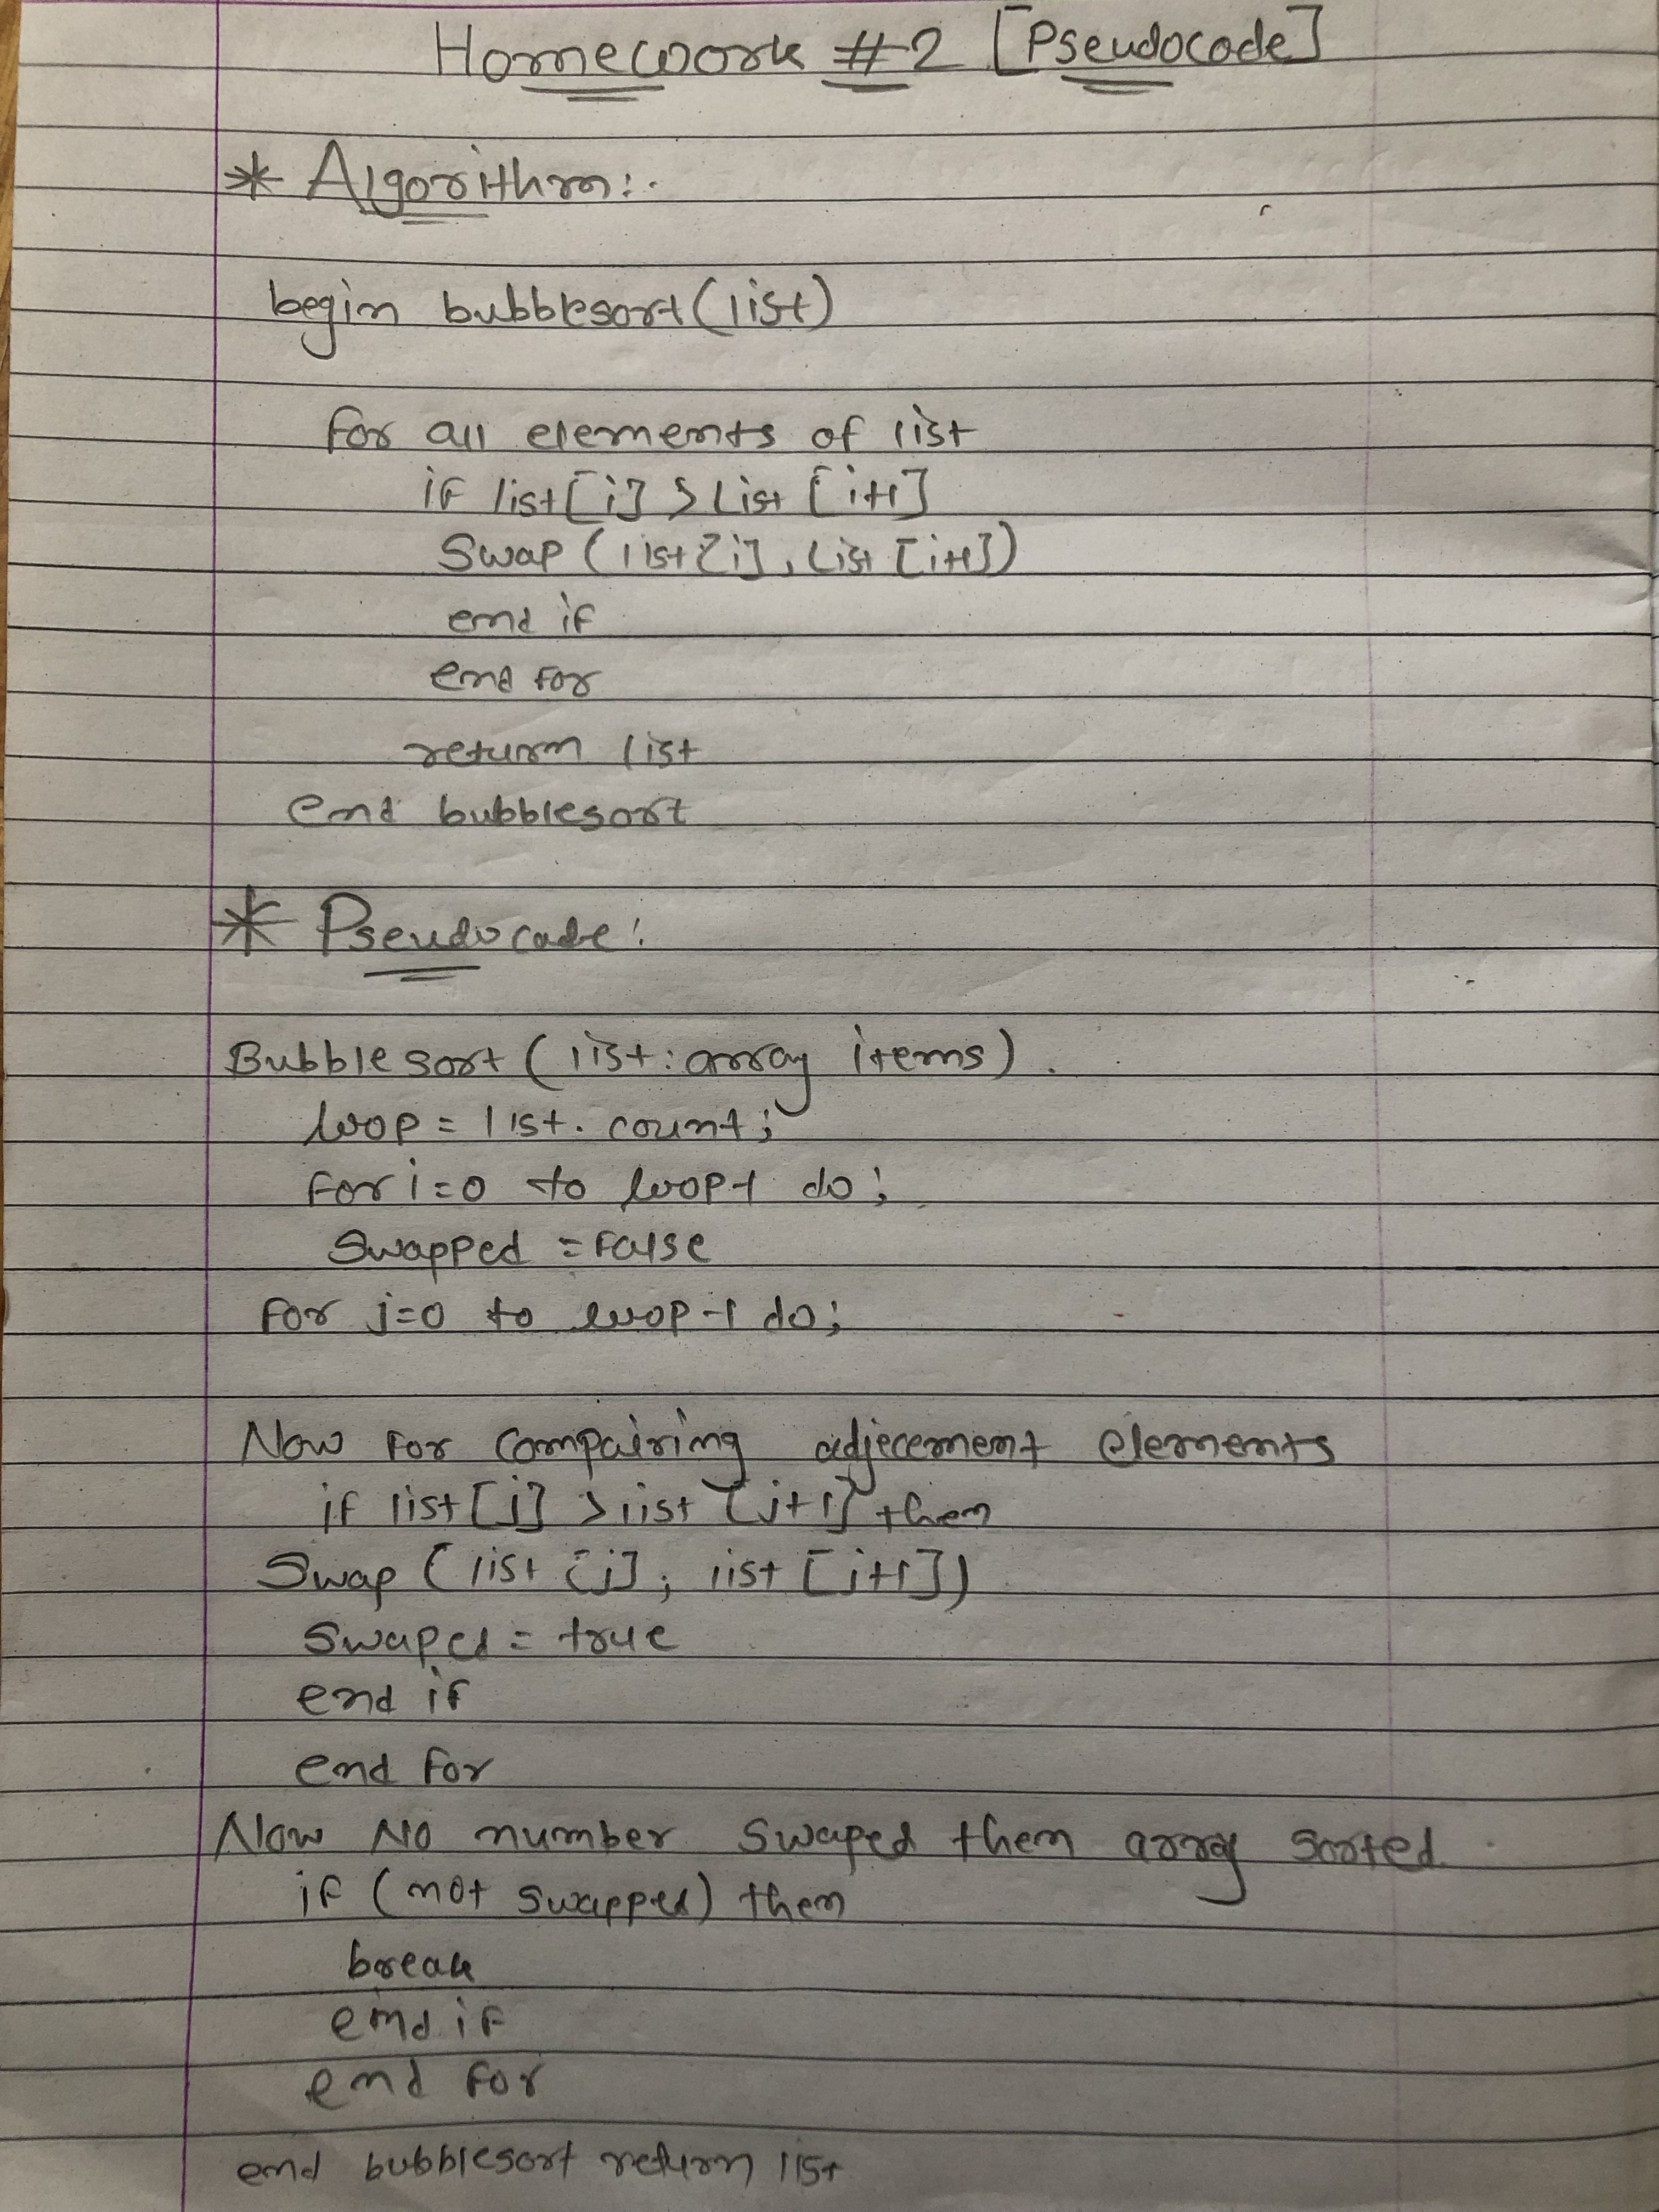 Homework #2 [Pseudocode]
* Algorithm:-
begin bubblesort(list)
for all elements of list
if list[i] > list [i+1]
Swap (list[i], list [i+1])
end if
end for
return list
end bubblesort
* Pseudocode:
Bubble sort (list: array items).
loop = list. count;
for i=0 to loop-1 do;
Swapped = false
for j=0 to loop-1 do;
Now for compairing adjecement elements
if list[j] > list [j+1] then
Swap (list [j], list [j+1])
swaped = true
end if
end for
Now No number swaped then array sorted.
if (not swapped) then
break
end if
end for
end bubblesort return list